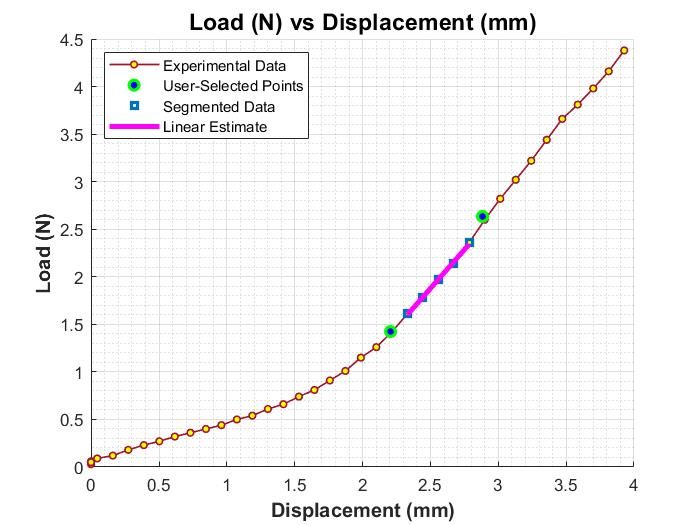 Load (N) vs Displacement (mm)
Experimental Data
User-Selected Points
Segmented Data
Linear Estimate
Load (N)
4.5
4
3.5
3
2.5
2
1.5
1
0.5
0
0 0.5 1 1.5 2 2.5 3 3.5 4
Displacement (mm)